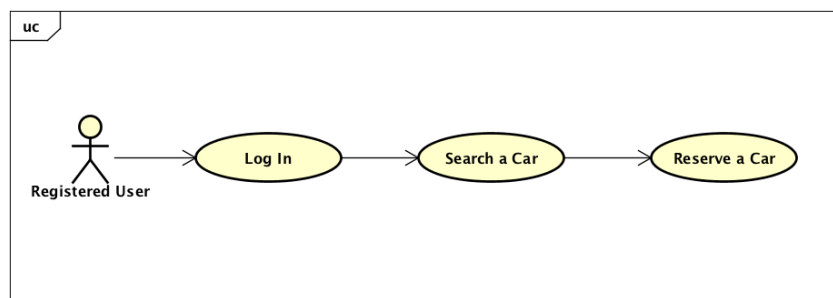 uc
Log In
Search a Car
Reserve a Car
Registered User